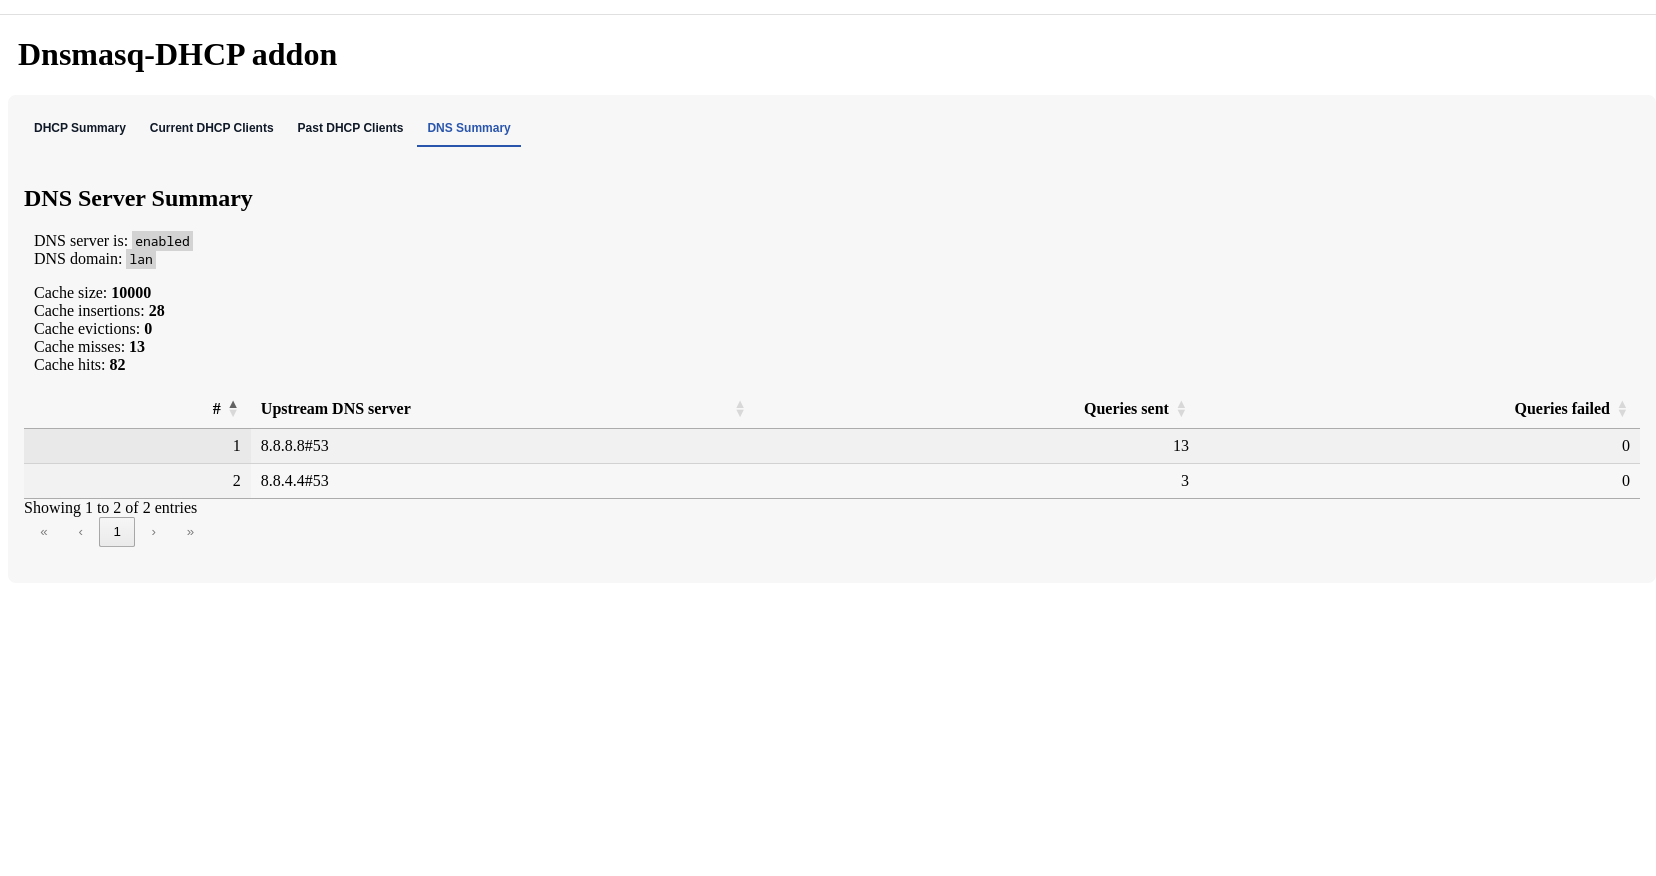 Dnsmasq-DHCP addon
DHCP Summary Current DHCP Clients Past DHCP Clients DNS Summary
DNS Server Summary
DNS server is: enabled
DNS domain: lan
Cache size: 10000
Cache insertions: 28
Cache evictions: 0
Cache misses: 13
Cache hits: 82
# Upstream DNS server Queries sent Queries failed
1 8.8.8.8#53 13 0
2 8.8.4.4#53 3 0
Showing 1 to 2 of 2 entries
« ‹ 1 › »